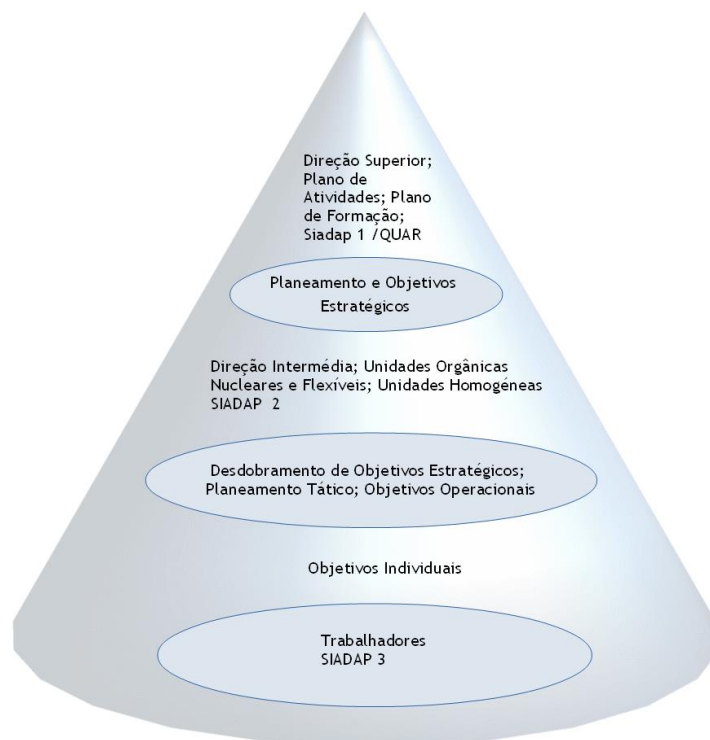 Direção Superior;
Plano de
Atividades; Plano
de Formação;
Siadap 1 /QUAR
Planeamento e Objetivos
Estratégicos
Direção Intermédia; Unidades Orgânicas
Nucleares e Flexíveis; Unidades Homogéneas
SIADAP 2
Desdobramento de Objetivos Estratégicos;
Planeamento Tático; Objetivos Operacionais
Objetivos Individuais
Trabalhadores
SIADAP 3